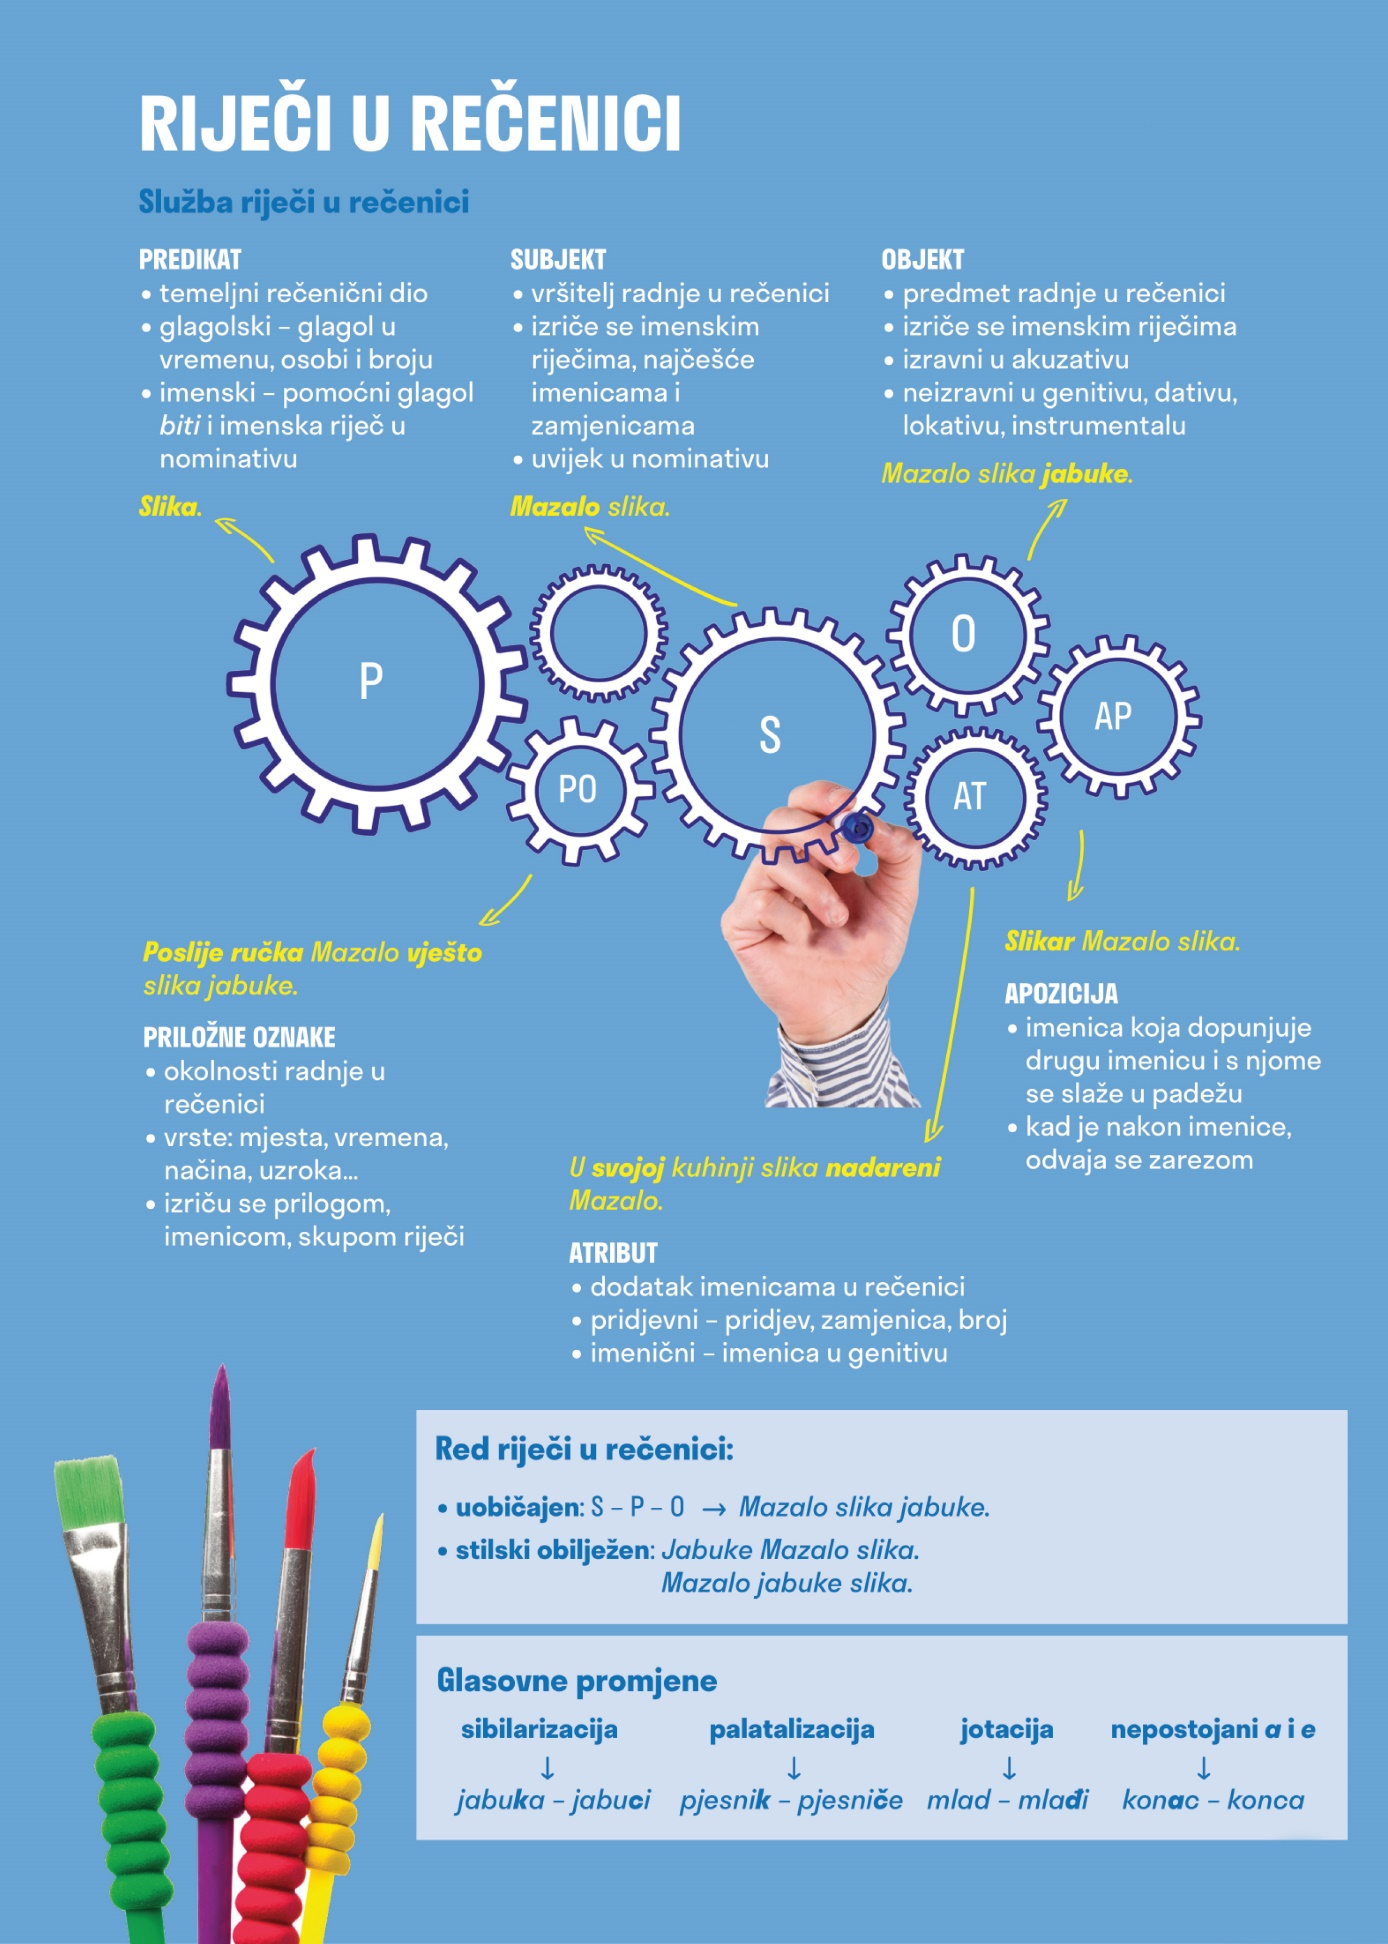 RIJEČI U REČENICI
Služba riječi u rečenici
PREDIKAT
• temeljni rečenični dio
• glagolski – glagol u
vremenu, osobi i broju
• imenski – pomoćni glagol
biti i imenska riječ u
nominativu
Slika.
SUBJEKT
• vršitelj radnje u rečenici
• izriče se imenskim
riječima, najčešće
imenicama i
zamjenicama
• uvijek u nominativu
Mazalo slika.
OBJEKT
• predmet radnje u rečenici
• izriče se imenskim riječima
• izravni u akuzativu
• neizravni u genitivu, dativu,
lokativu, instrumentalu
Mazalo slika jabuke.
P
PO
S
O
AT
AP
Poslije ručka Mazalo vješto
slika jabuke.
PRILOŽNE OZNAKE
• okolnosti radnje u
rečenici
• vrste: mjesta, vremena,
načina, uzroka...
• izriču se prilogom,
imenicom, skupom riječi
U svojoj kuhinji slika nadareni
Mazalo.
ATRIBUT
• dodatak imenicama u rečenici
• pridjevni – pridjev, zamjenica, broj
• imenični – imenica u genitivu
Slikar Mazalo slika.
APOZICIJA
• imenica koja dopunjuje
drugu imenicu i s njome
se slaže u padežu
• kad je nakon imenice,
odvaja se zarezom
Red riječi u rečenici:
• uobičajen: S – P – O → Mazalo slika jabuke.
• stilski obilježen: Jabuke Mazalo slika.
Mazalo jabuke slika.
Glasovne promjene
sibilarizacija palatalizacija jotacija nepostojani a i e
↓ ↓ ↓ ↓
jabuka – jabuci pjesnik – pjesniče mlad – mlađi konac – konca